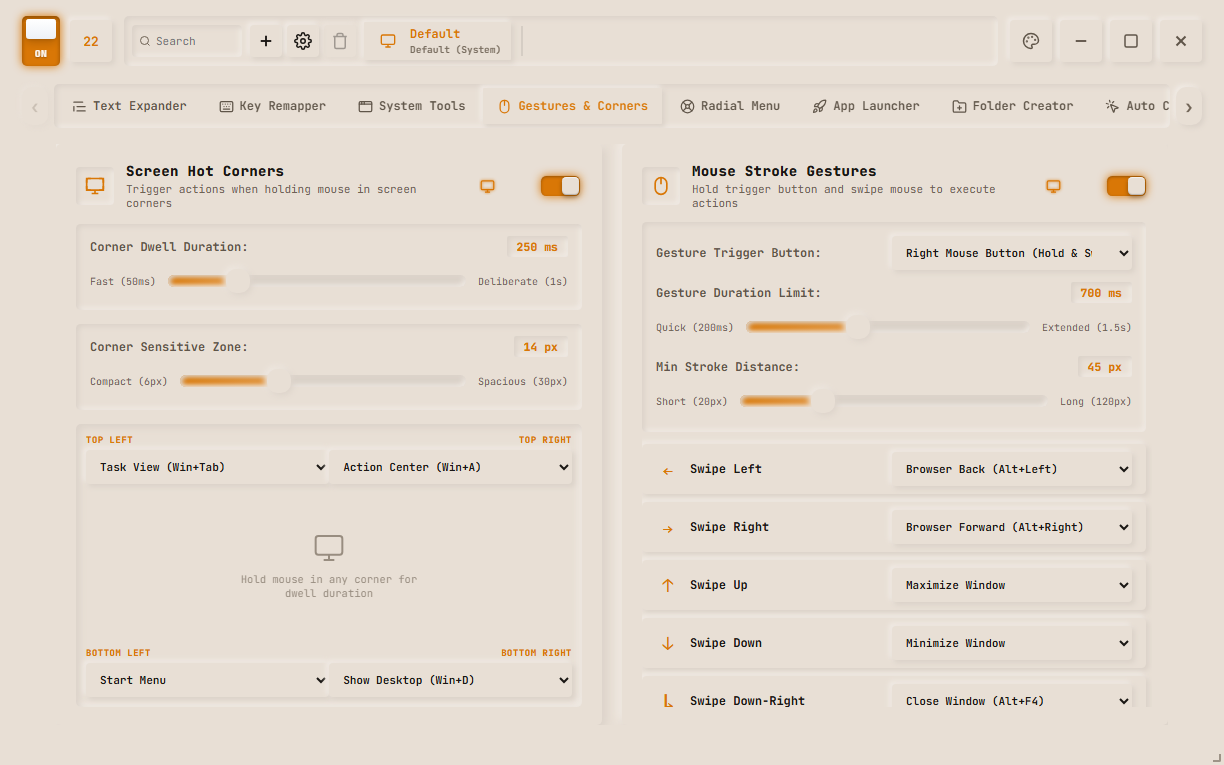 ON
22
Search
Default
Default (System)
Text Expander
Key Remapper
System Tools
Gestures & Corners
Radial Menu
App Launcher
Folder Creator
Auto C
Screen Hot Corners
Trigger actions when holding mouse in screen
corners
Corner Dwell Duration:
250 ms
Fast (50ms)
Deliberate (1s)
Corner Sensitive Zone:
14 px
Compact (6px)
Spacious (30px)
TOP LEFT
TOP RIGHT
Task View (Win+Tab)
Action Center (Win+A)
Hold mouse in any corner for
dwell duration
BOTTOM LEFT
BOTTOM RIGHT
Start Menu
Show Desktop (Win+D)
Mouse Stroke Gestures
Hold trigger button and swipe mouse to execute
actions
Gesture Trigger Button:
Right Mouse Button (Hold & S
Gesture Duration Limit:
700 ms
Quick (200ms)
Extended (1.5s)
Min Stroke Distance:
45 px
Short (20px)
Long (120px)
← Swipe Left
Browser Back (Alt+Left)
→ Swipe Right
Browser Forward (Alt+Right)
↑ Swipe Up
Maximize Window
↓ Swipe Down
Minimize Window
Swipe Down-Right
Close Window (Alt+F4)